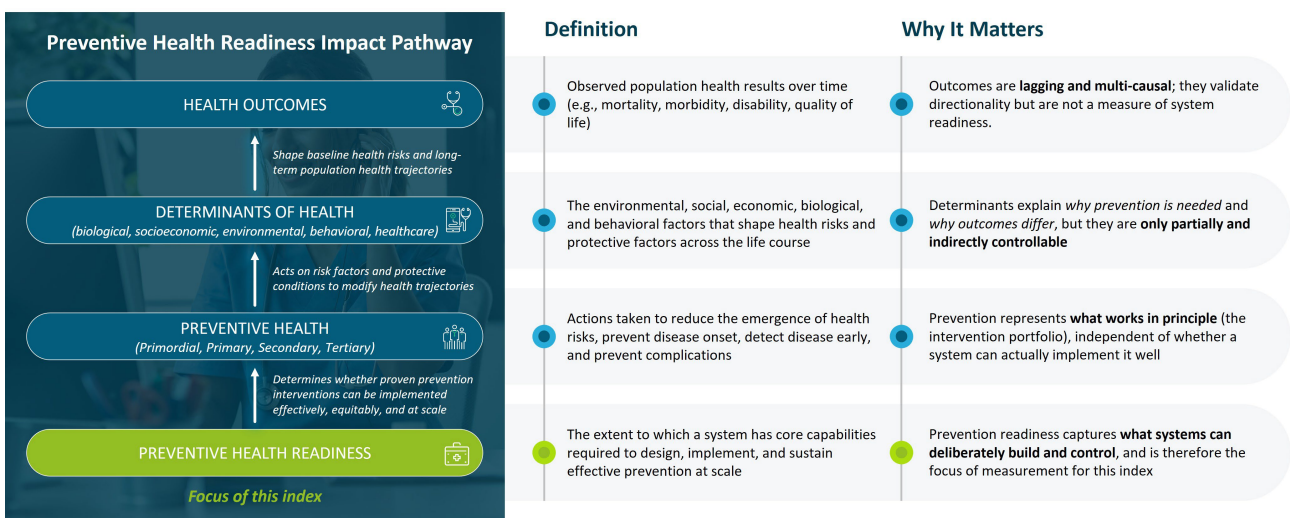 Preventive Health Readiness Impact Pathway
HEALTH OUTCOMES
Shape baseline health risks and long-
term population health trajectories
DETERMINANTS OF HEALTH
(biological, socioeconomic, environmental, behavioral, healthcare)
Acts on risk factors and protective
conditions to modify health trajectories
PREVENTIVE HEALTH
(Primordial, Primary, Secondary, Tertiary)
Determines whether proven prevention
interventions can be implemented
effectively, equitably, and at scale
PREVENTIVE HEALTH READINESS
Focus of this index
Definition
Observed population health results over time
(e.g., mortality, morbidity, disability, quality of
life)
The environmental, social, economic, biological,
and behavioral factors that shape health risks and
protective factors across the life course
Actions taken to reduce the emergence of health
risks, prevent disease onset, detect disease early,
and prevent complications
The extent to which a system has core capabilities
required to design, implement, and sustain
effective prevention at scale
Why It Matters
Outcomes are lagging and multi-causal; they validate
directionality but are not a measure of system
readiness.
Determinants explain why prevention is needed and
why outcomes differ, but they are only partially and
indirectly controllable
Prevention represents what works in principle (the
intervention portfolio), independent of whether a
system can actually implement it well
Prevention readiness captures what systems can
deliberately build and control, and is therefore the
focus of measurement for this index